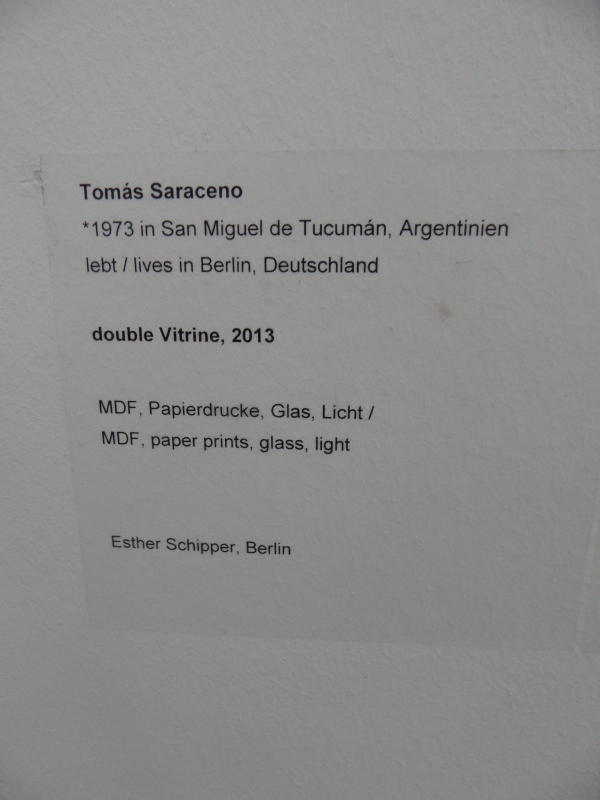 Tomás Saraceno
*1973 in San Miguel de Tucumán, Argentinien
lebt / lives in Berlin, Deutschland
double Vitrine, 2013
MDF, Papierdrucke, Glas, Licht /
MDF, paper prints, glass, light
Esther Schipper, Berlin